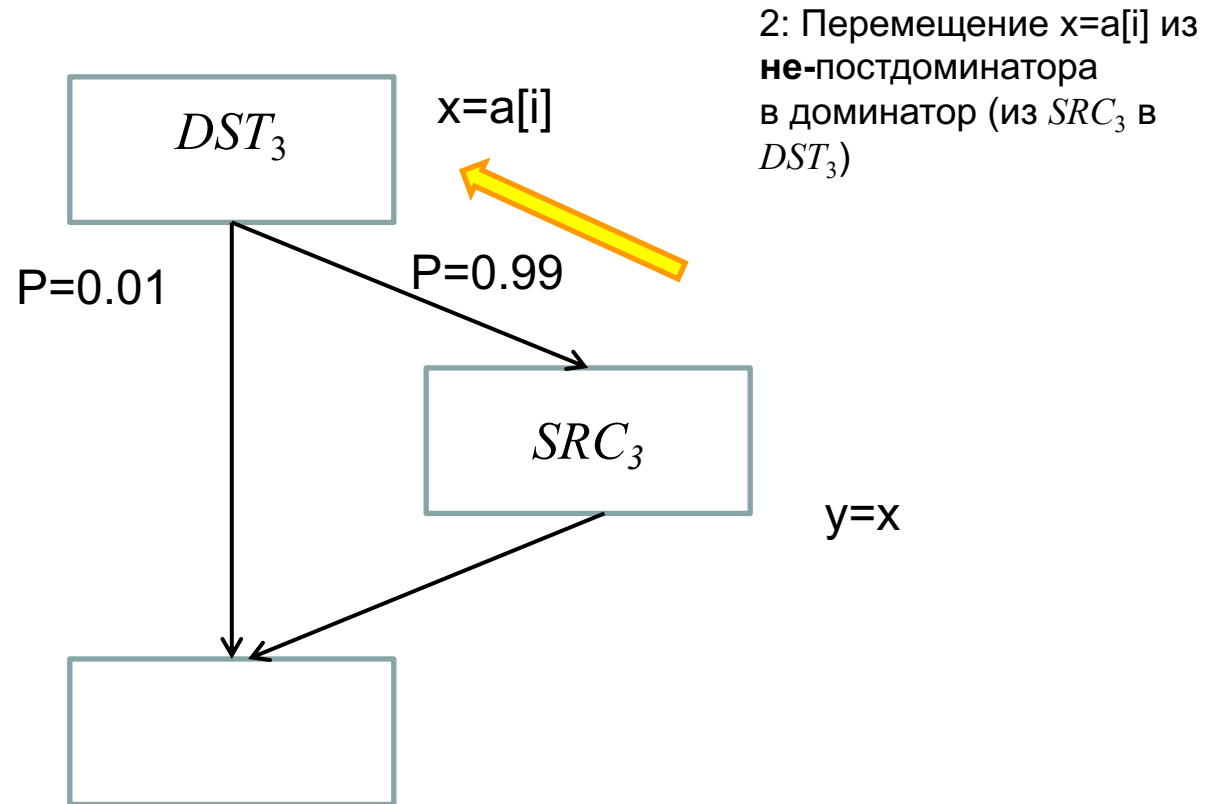 2: Перемещение x=a[i] из
не-постдоминатора
в доминатор (из SRC₃ в
DST₃)
DST₃
x=a[i]
P=0.01
P=0.99
SRC₃
y=x